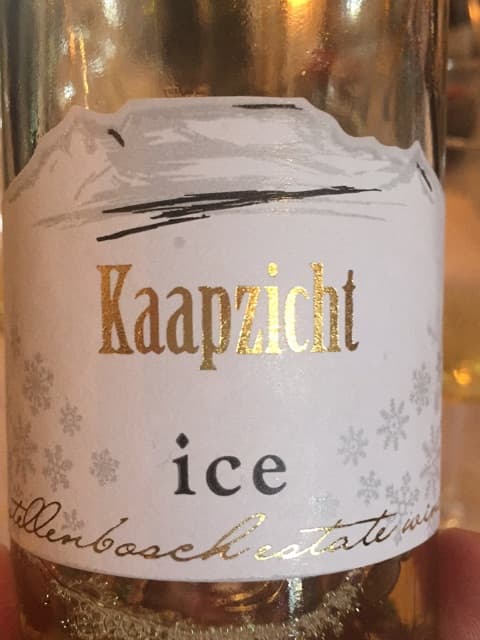 Kaapzicht
ice
stellenbosch estate wine